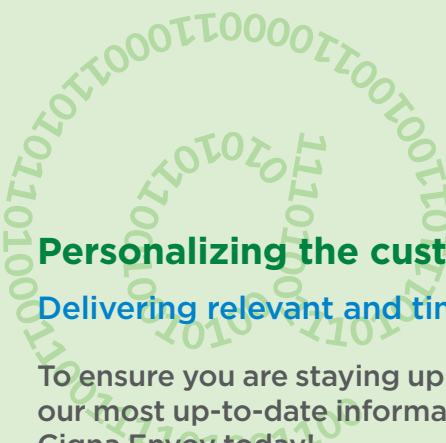 Personalizing the cust
Delivering relevant and tim
To ensure you are staying up
our most up-to-date informa
Cigna Envoy today!